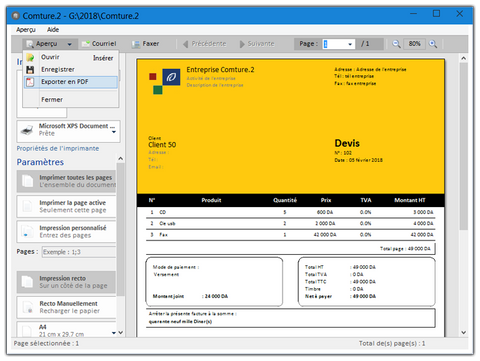 Comture.2 - G:\2018\Comture.2
Aperçu Aide
Aperçu Courriel Insérer Faxer Précédente Suivante Page : 1 / 1 80%
Ouvrir
Enregistrer
Exporter en PDF
Fermer
Microsoft XPS Document ...
Prête
Propriétés de l'imprimante
Paramètres
Imprimer toutes les pages
L'ensemble du document
Imprimer la page active
Seulement cette page
Impression personnalisé
Entrez des pages
Pages : Exemple : 1;3
Impression recto
Sur un côté de la page
Recto Manuellement
Recharger le papier
A4
21 cm x 29.7 cm
Entreprise Comture.2
Activité de l'entreprise
Description de l'entreprise
Adresse : Adresse de l'entreprise
Tél : tél entreprise
Fax : fax entreprise
Client
Client 50
Adresse :
Tél :
Email :
Devis
N° : 102
Date : 05 février 2018
N° Produit Quantité Prix TVA Montant HT
1 CD 5 600 DA 0.0% 3 000 DA
2 Cle usb 2 2 000 DA 0.0% 4 000 DA
3 Fax 1 42 000 DA 0.0% 42 000 DA
Total page : 49 000 DA
Mode de paiement :
Versement
Montant joint : 24 000 DA
Total HT : 49 000 DA
Total TVA : 0 DA
Total TTC : 49 000 DA
Timbre : 0 DA
Net à payer : 49 000 DA
Arrêter la présente facture à la somme :
quarante neuf mille Dinar(s)
Page sélectionnée : 1 Total de(s) page(s) : 1